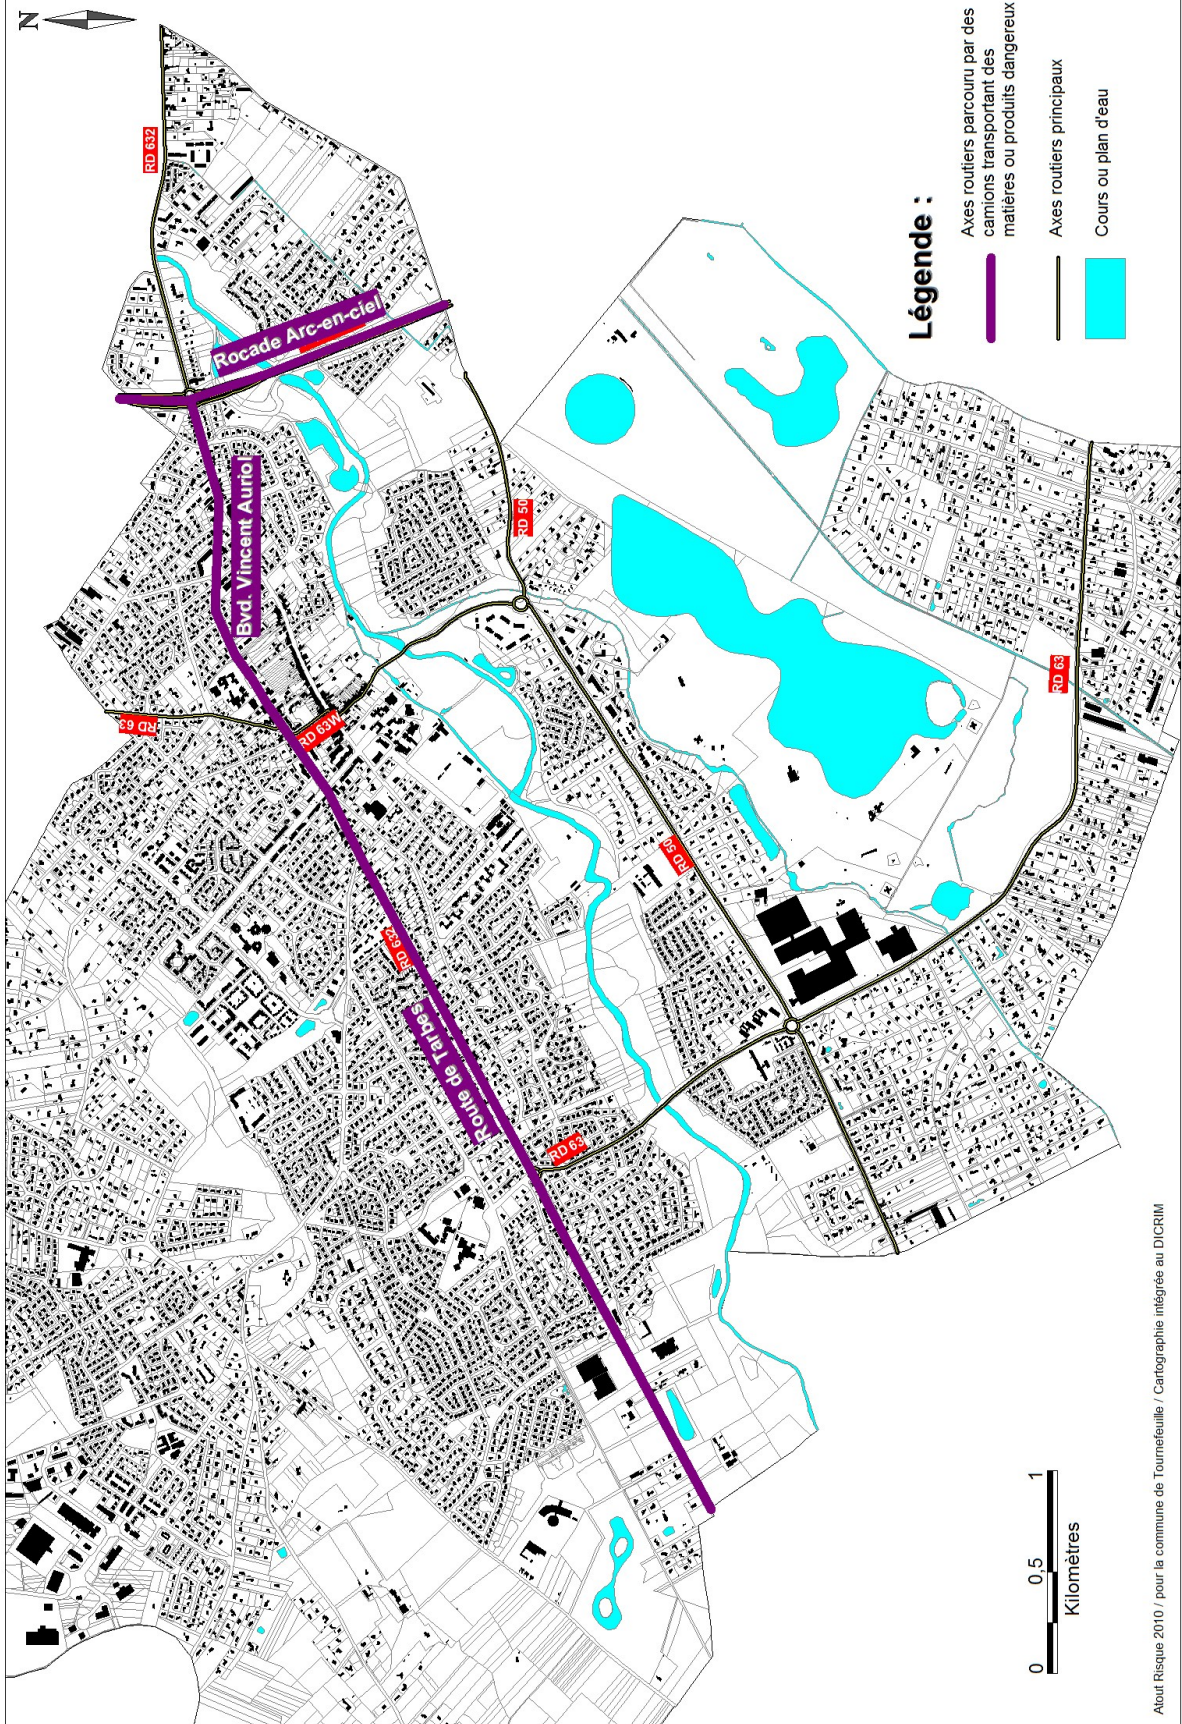 N
RD 632
Rocade Arc-en-ciel
Bvd. Vincent Auriol
RD 63
RD 63W
RD 50
RD 632
Route de Tarbes
RD 50
RD 63
RD 63
Légende :
Axes routiers parcouru par des
camions transportant des
matières ou produits dangereux
Axes routiers principaux
Cours ou plan d'eau
0 0,5 1
Kilomètres
Atout Risque 2010 / pour la commune de Tournefeuille / Cartographie intégrée au DICRIM